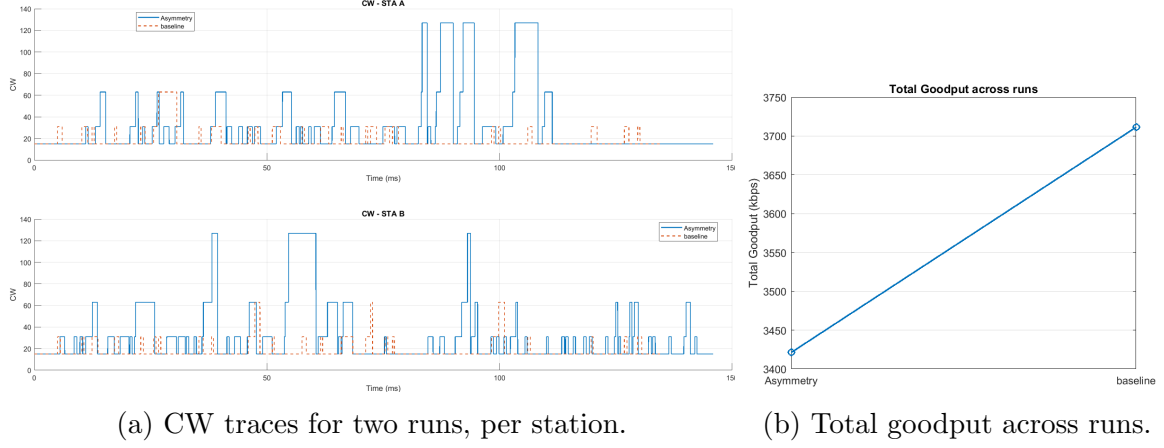 CW - STA A
140
120
100
80
60
40
20
0
CW
Asymmetry
baseline
0
50
100
150
Time (ms)
CW - STA B
140
120
100
80
60
40
20
0
CW
Asymmetry
baseline
0
50
100
150
Time (ms)
(a) CW traces for two runs, per station.
Total Goodput across runs
3750
3700
3650
3600
3550
3500
3450
3400
Total Goodput (kbps)
Asymmetry
baseline
(b) Total goodput across runs.